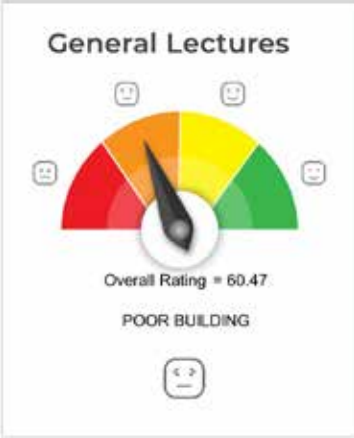 General Lectures
Overall Rating = 60.47
POOR BUILDING